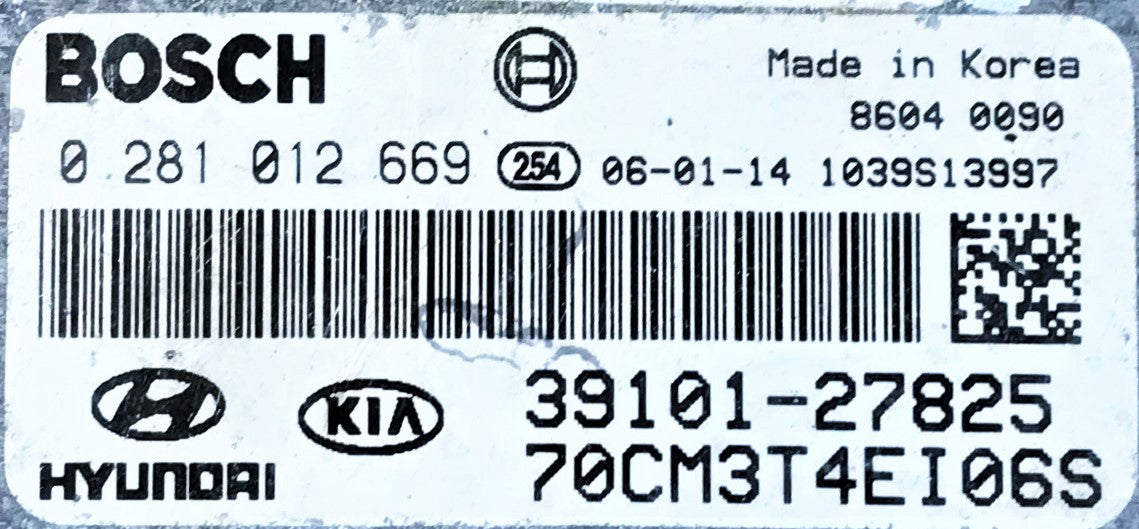 BOSCH
Made in Korea
8604 0090
0 281 012 669 254 06-01-14 1039S13997
HYUNDAI KIA
39101-27825
70CM3T4EI06S